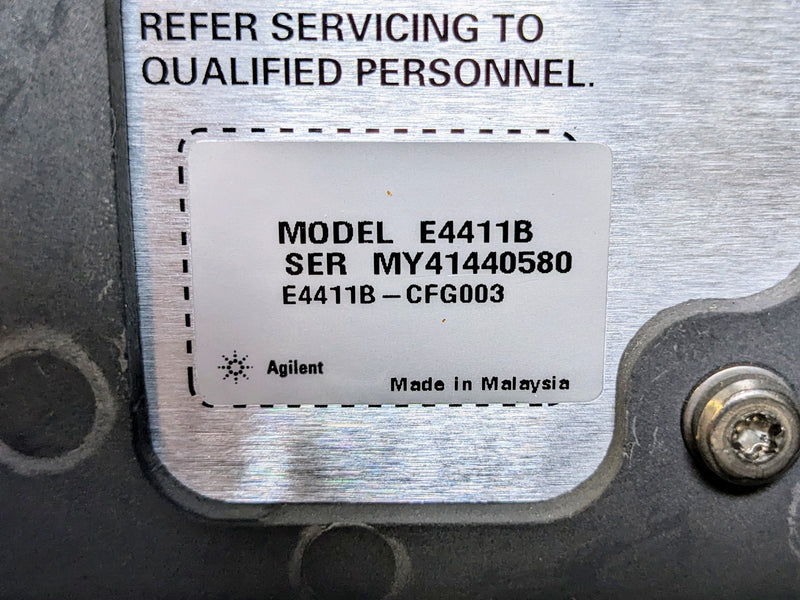 REFER SERVICING TO
QUALIFIED PERSONNEL.
MODEL E4411B
SER MY41440580
E4411B-CFG003
Agilent
Made in Malaysia